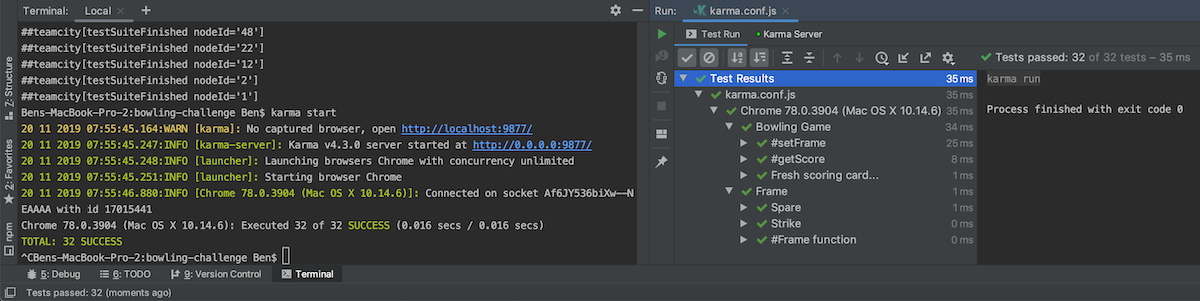 Terminal: Local × +
##teamcity[testSuiteFinished nodeId='48']
##teamcity[testSuiteFinished nodeId='22']
##teamcity[testSuiteFinished nodeId='12']
##teamcity[testSuiteFinished nodeId='2']
##teamcity[testSuiteFinished nodeId='1']
Bens-MacBook-Pro-2:bowling-challenge Ben$ karma start
20 11 2019 07:55:45.164:WARN [karma]: No captured browser, open http://localhost:9877/
20 11 2019 07:55:45.247:INFO [karma-server]: Karma v4.3.0 server started at http://0.0.0.0:9877/
20 11 2019 07:55:45.248:INFO [launcher]: Launching browsers Chrome with concurrency unlimited
20 11 2019 07:55:45.251:INFO [launcher]: Starting browser Chrome
20 11 2019 07:55:46.880:INFO [Chrome 78.0.3904 (Mac OS X 10.14.6)]: Connected on socket Af6JY536biXw--N
EAAAA with id 17015441
Chrome 78.0.3904 (Mac OS X 10.14.6): Executed 32 of 32 SUCCESS (0.016 secs / 0.016 secs)
TOTAL: 32 SUCCESS
^CBens-MacBook-Pro-2:bowling-challenge Ben$
Z: Structure
2: Favorites
npm
Run: karma.conf.js ×
Test Run Karma Server
Tests passed: 32 of 32 tests – 35 ms
Test Results 35 ms
karma.conf.js 35 ms
Chrome 78.0.3904 (Mac OS X 10.14.6) 35 ms
Bowling Game 34 ms
#setFrame 25 ms
#getScore 8 ms
Fresh scoring card... 1 ms
Frame 1 ms
Spare 1 ms
Strike 0 ms
#Frame function 0 ms
karma run
Process finished with exit code 0
5: Debug 6: TODO 9: Version Control Terminal
Tests passed: 32 (moments ago)